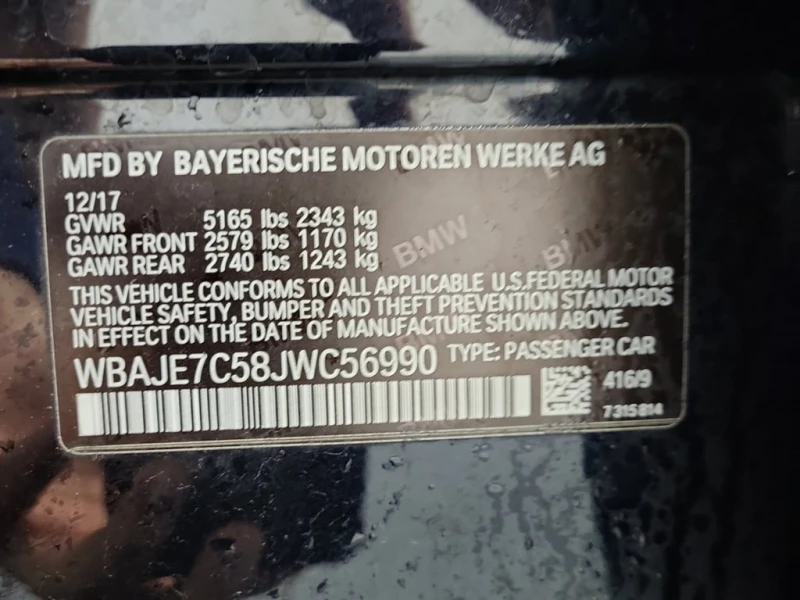 MFD BY BAYERISCHE MOTOREN WERKE AG
12/17
GVWR 5165 lbs 2343 kg
GAWR FRONT 2579 lbs 1170 kg
GAWR REAR 2740 lbs 1243 kg
THIS VEHICLE CONFORMS TO ALL APPLICABLE U.S.FEDERAL MOTOR
VEHICLE SAFETY, BUMPER AND THEFT PREVENTION STANDARDS
IN EFFECT ON THE DATE OF MANUFACTURE SHOWN ABOVE.
WBAJE7C58JWC56990 TYPE: PASSENGER CAR
416/9
7315814
BMW
BMW